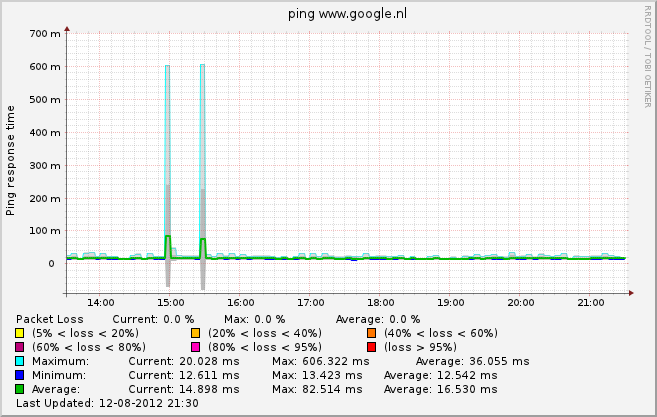 ping www.google.nl
RRDTOOL / TOBI OETIKER
Ping response time
700 m
600 m
500 m
400 m
300 m
200 m
100 m
0
14:00 15:00 16:00 17:00 18:00 19:00 20:00 21:00
Packet Loss Current: 0.0 % Max: 0.0 % Average: 0.0 %
(5% < loss < 20%) (20% < loss < 40%) (40% < loss < 60%)
(60% < loss < 80%) (80% < loss < 95%) (loss > 95%)
Maximum: Current: 20.028 ms Max: 606.322 ms Average: 36.055 ms
Minimum: Current: 12.611 ms Max: 13.423 ms Average: 12.542 ms
Average: Current: 14.898 ms Max: 82.514 ms Average: 16.530 ms
Last Updated: 12-08-2012 21:30